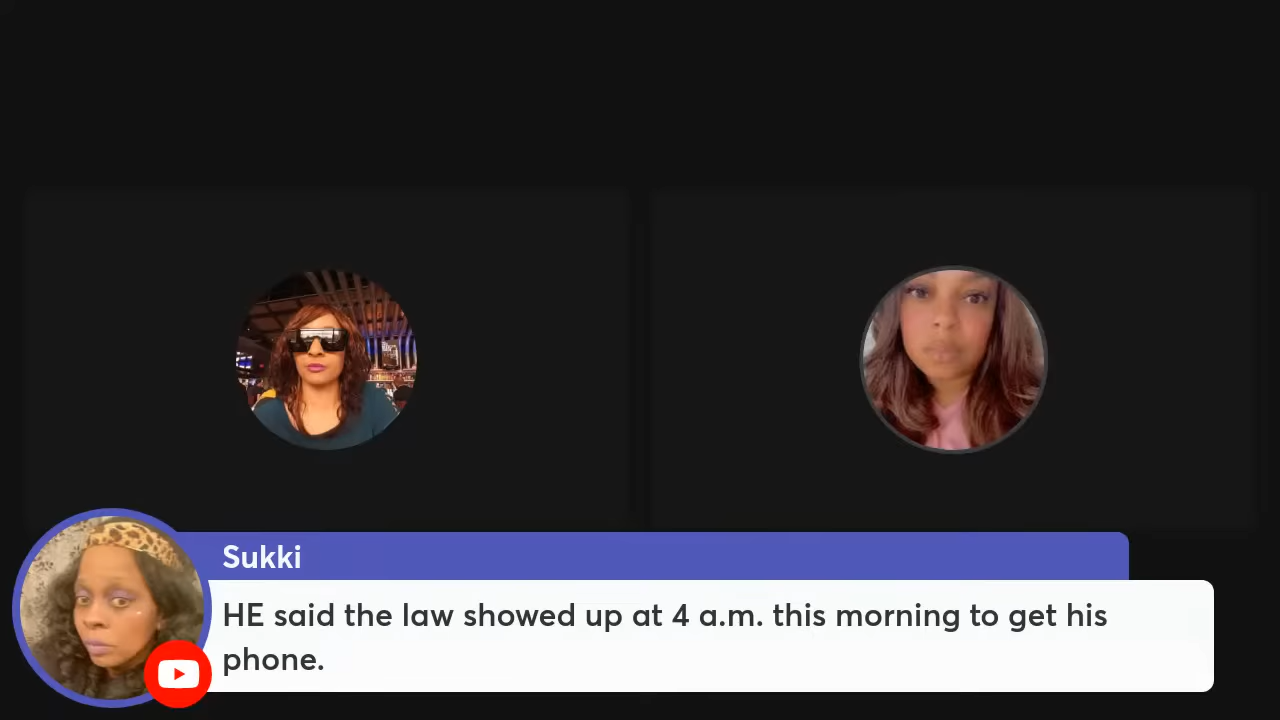 Sukki
HE said the law showed up at 4 a.m. this morning to get his
phone.